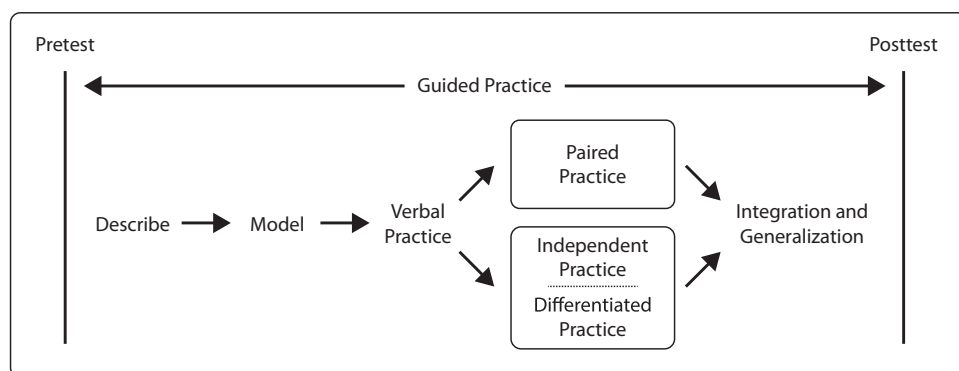 Pretest
Posttest
Guided Practice
Describe
Model
Verbal
Practice
Paired
Practice
Independent
Practice
Differentiated
Practice
Integration and
Generalization